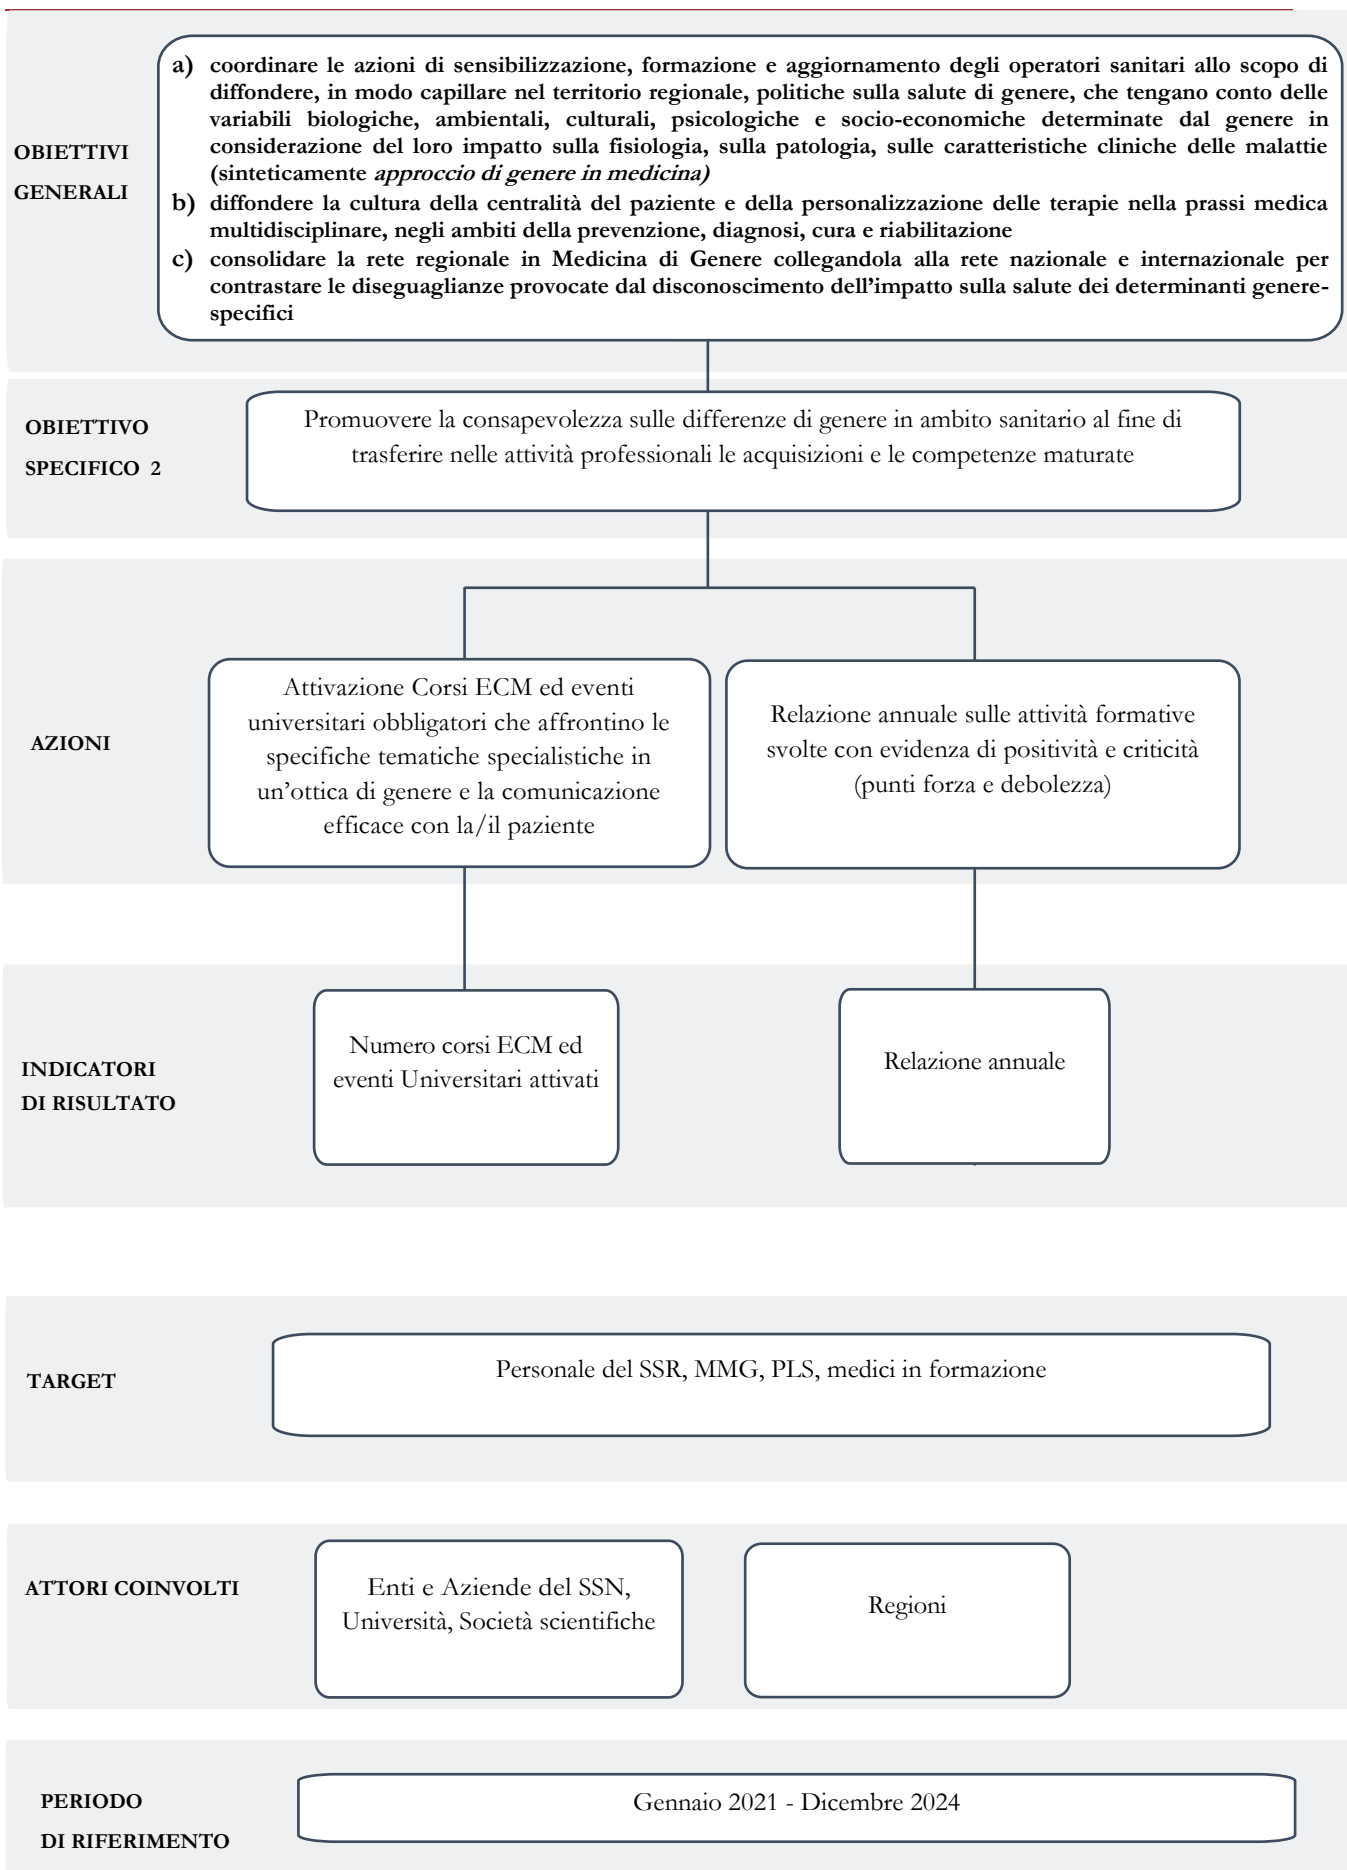 OBIETTIVI
GENERALI
a) coordinare le azioni di sensibilizzazione, formazione e aggiornamento degli operatori sanitari allo scopo di
diffondere, in modo capillare nel territorio regionale, politiche sulla salute di genere, che tengano conto delle
variabili biologiche, ambientali, culturali, psicologiche e socio-economiche determinate dal genere in
considerazione del loro impatto sulla fisiologia, sulla patologia, sulle caratteristiche cliniche delle malattie
(sinteticamente approccio di genere in medicina)
b) diffondere la cultura della centralità del paziente e della personalizzazione delle terapie nella prassi medica
multidisciplinare, negli ambiti della prevenzione, diagnosi, cura e riabilitazione
c) consolidare la rete regionale in Medicina di Genere collegandola alla rete nazionale e internazionale per
contrastare le diseguaglianze provocate dal disconoscimento dell'impatto sulla salute dei determinanti genere-
specifici
OBIETTIVO
SPECIFICO 2
Promuovere la consapevolezza sulle differenze di genere in ambito sanitario al fine di
trasferire nelle attività professionali le acquisizioni e le competenze maturate
AZIONI
Attivazione Corsi ECM ed eventi
universitari obbligatori che affrontino le
specifiche tematiche specialistiche in
un'ottica di genere e la comunicazione
efficace con la/il paziente
Relazione annuale sulle attività formative
svolte con evidenza di positività e criticità
(punti forza e debolezza)
INDICATORI
DI RISULTATO
Numero corsi ECM ed
eventi Universitari attivati
Relazione annuale
TARGET
Personale del SSR, MMG, PLS, medici in formazione
ATTORI COINVOLTI
Enti e Aziende del SSN,
Università, Società scientifiche
Regioni
PERIODO
DI RIFERIMENTO
Gennaio 2021 - Dicembre 2024